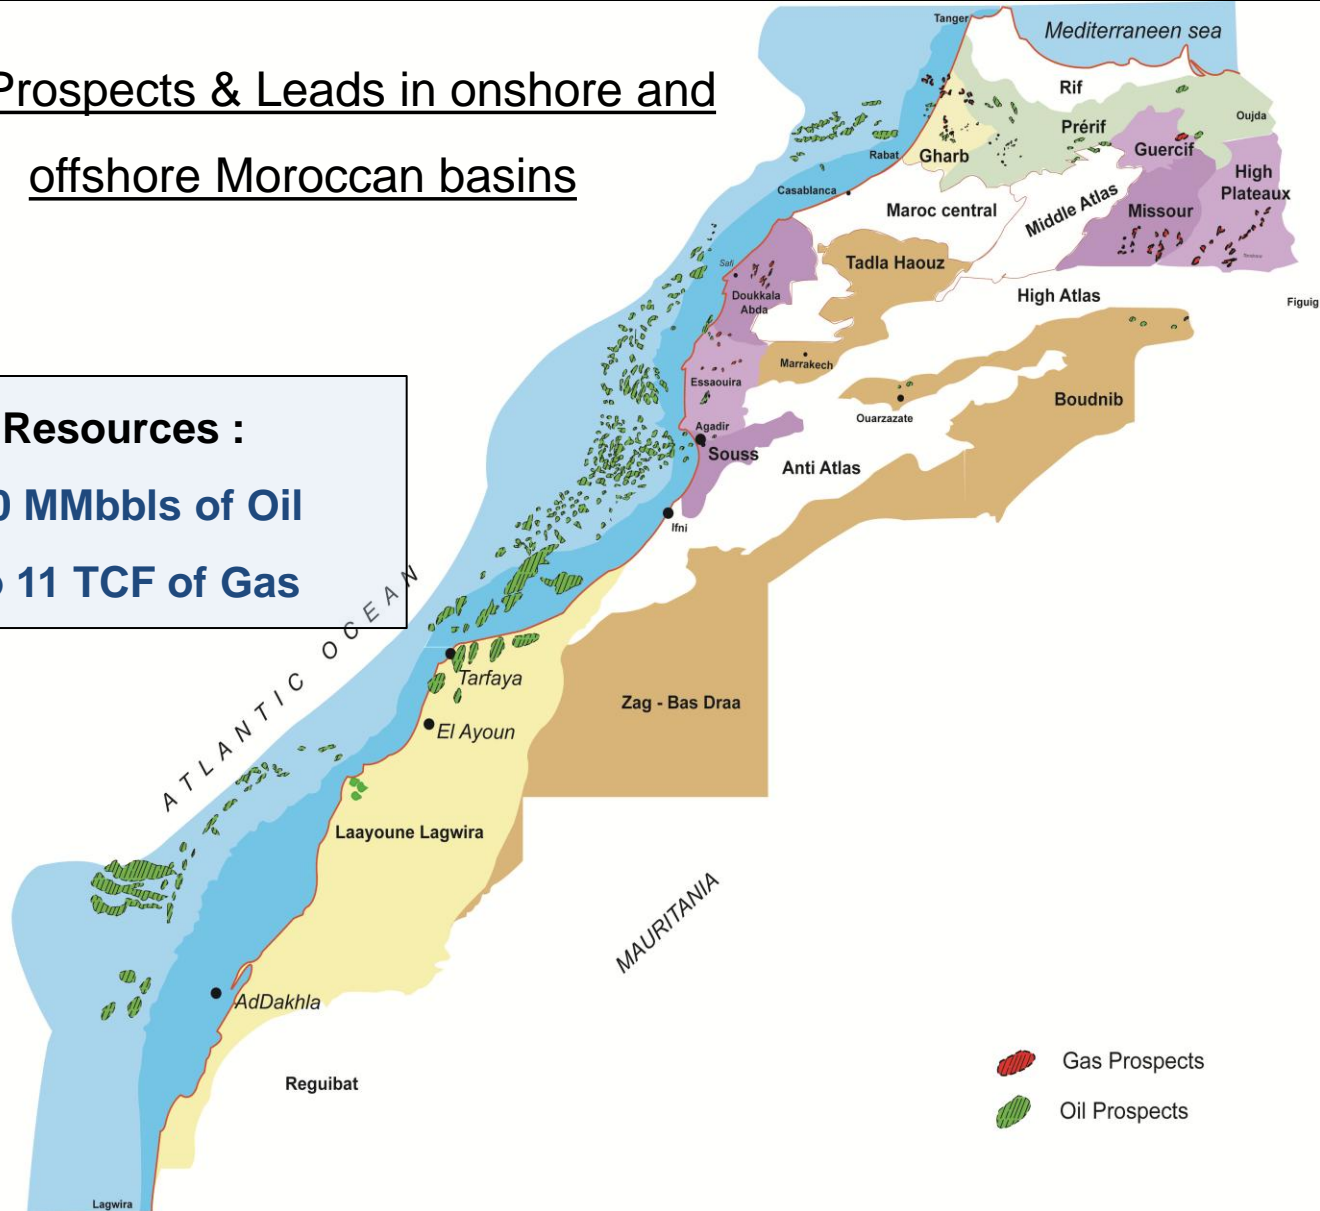 Prospects & Leads in onshore and
offshore Moroccan basins
Resources :
0 MMbbls of Oil
11 TCF of Gas
Tanger
Mediterraneen sea
Rif
Oujda
Prérif
Rabat
Gharb
Guercif
High
Plateaux
Casablanca
Maroc central
Middle Atlas
Missour
Safi
Tadla Haouz
Doukkala
Abda
High Atlas
Figuig
Marrakech
Essaouira
Ouarzazate
Boudnib
Agadir
Souss
Anti Atlas
Ifni
ATLANTIC OCEAN
Tarfaya
Zag - Bas Draa
El Ayoun
Laayoune Lagwira
MAURITANIA
AdDakhla
Reguibat
Gas Prospects
Oil Prospects
Lagwira